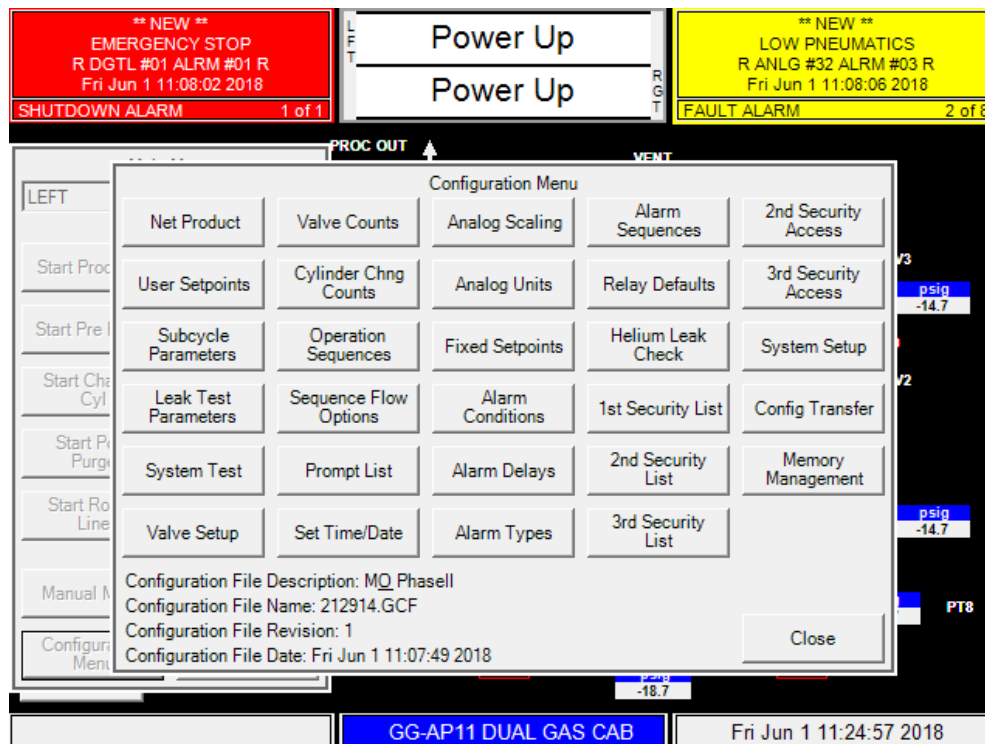 ** NEW **
EMERGENCY STOP
R DGTL #01 ALRM #01 R
Fri Jun 1 11:08:02 2018
SHUTDOWN ALARM 1 of 1
LFT
Power Up
Power Up
RGT
** NEW **
LOW PNEUMATICS
R ANLG #32 ALRM #03 R
Fri Jun 1 11:08:06 2018
FAULT ALARM 2 of 8
PROC OUT
VENT
LEFT
Start Proc
Start Pre
Start Cha
Cyl
Start Po
Purge
Start Ro
Line
Manual M
Configura
Menu
Configuration Menu
Net Product
Valve Counts
Analog Scaling
Alarm
Sequences
2nd Security
Access
User Setpoints
Cylinder Chng
Counts
Analog Units
Relay Defaults
3rd Security
Access
Subcycle
Parameters
Operation
Sequences
Fixed Setpoints
Helium Leak
Check
System Setup
Leak Test
Parameters
Sequence Flow
Options
Alarm
Conditions
1st Security List
Config Transfer
System Test
Prompt List
Alarm Delays
2nd Security
List
Memory
Management
Valve Setup
Set Time/Date
Alarm Types
3rd Security
List
Configuration File Description: MO PhaseII
Configuration File Name: 212914.GCF
Configuration File Revision: 1
Configuration File Date: Fri Jun 1 11:07:49 2018
Close
V3
psig
-14.7
V2
psig
-14.7
PT8
psig
-18.7
GG-AP11 DUAL GAS CAB
Fri Jun 1 11:24:57 2018